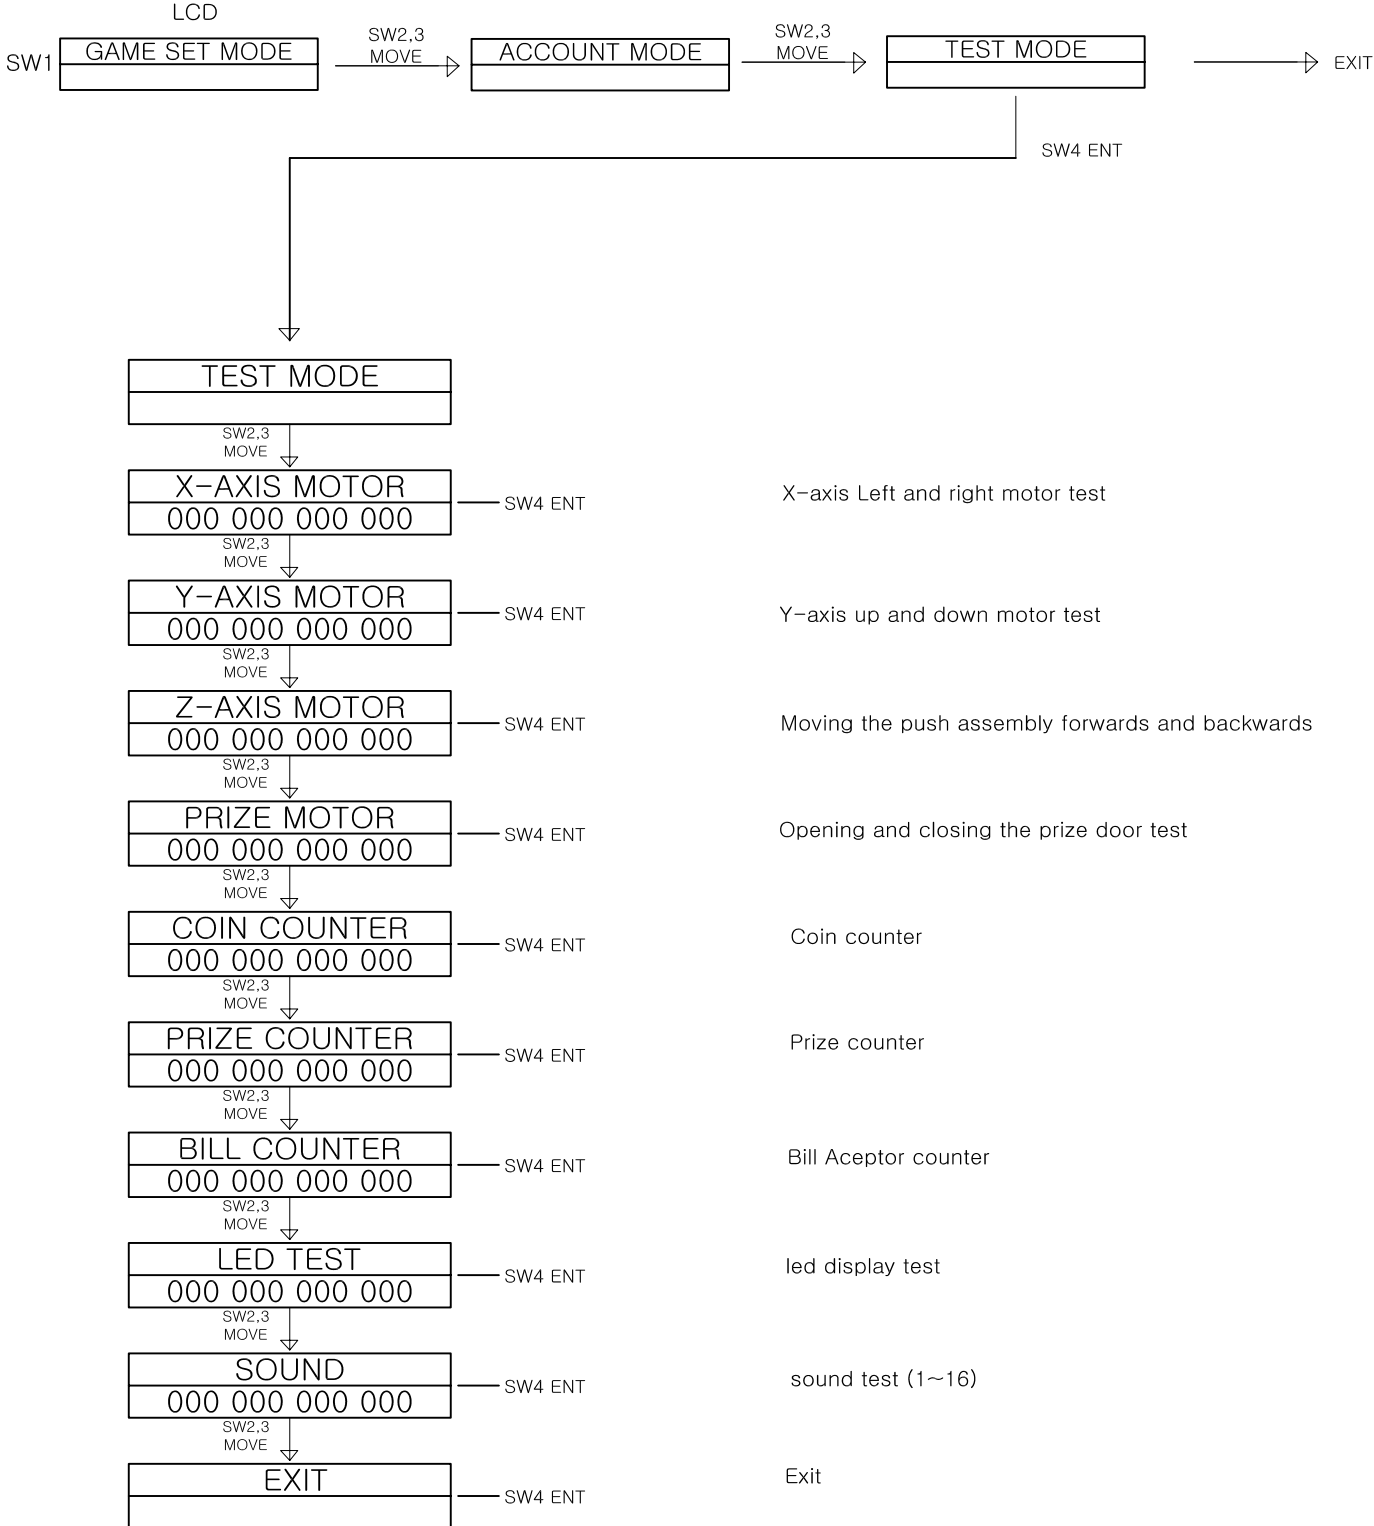 LCD
SW1
GAME SET MODE
SW2,3
MOVE
ACCOUNT MODE
SW2,3
MOVE
TEST MODE
EXIT
SW4 ENT
TEST MODE
SW2,3
MOVE
X-AXIS MOTOR
000 000 000 000
SW4 ENT
X-axis Left and right motor test
SW2,3
MOVE
Y-AXIS MOTOR
000 000 000 000
SW4 ENT
Y-axis up and down motor test
SW2,3
MOVE
Z-AXIS MOTOR
000 000 000 000
SW4 ENT
Moving the push assembly forwards and backwards
SW2,3
MOVE
PRIZE MOTOR
000 000 000 000
SW4 ENT
Opening and closing the prize door test
SW2,3
MOVE
COIN COUNTER
000 000 000 000
SW4 ENT
Coin counter
SW2,3
MOVE
PRIZE COUNTER
000 000 000 000
SW4 ENT
Prize counter
SW2,3
MOVE
BILL COUNTER
000 000 000 000
SW4 ENT
Bill Aceptor counter
SW2,3
MOVE
LED TEST
000 000 000 000
SW4 ENT
led display test
SW2,3
MOVE
SOUND
000 000 000 000
SW4 ENT
sound test (1~16)
SW2,3
MOVE
EXIT
SW4 ENT
Exit